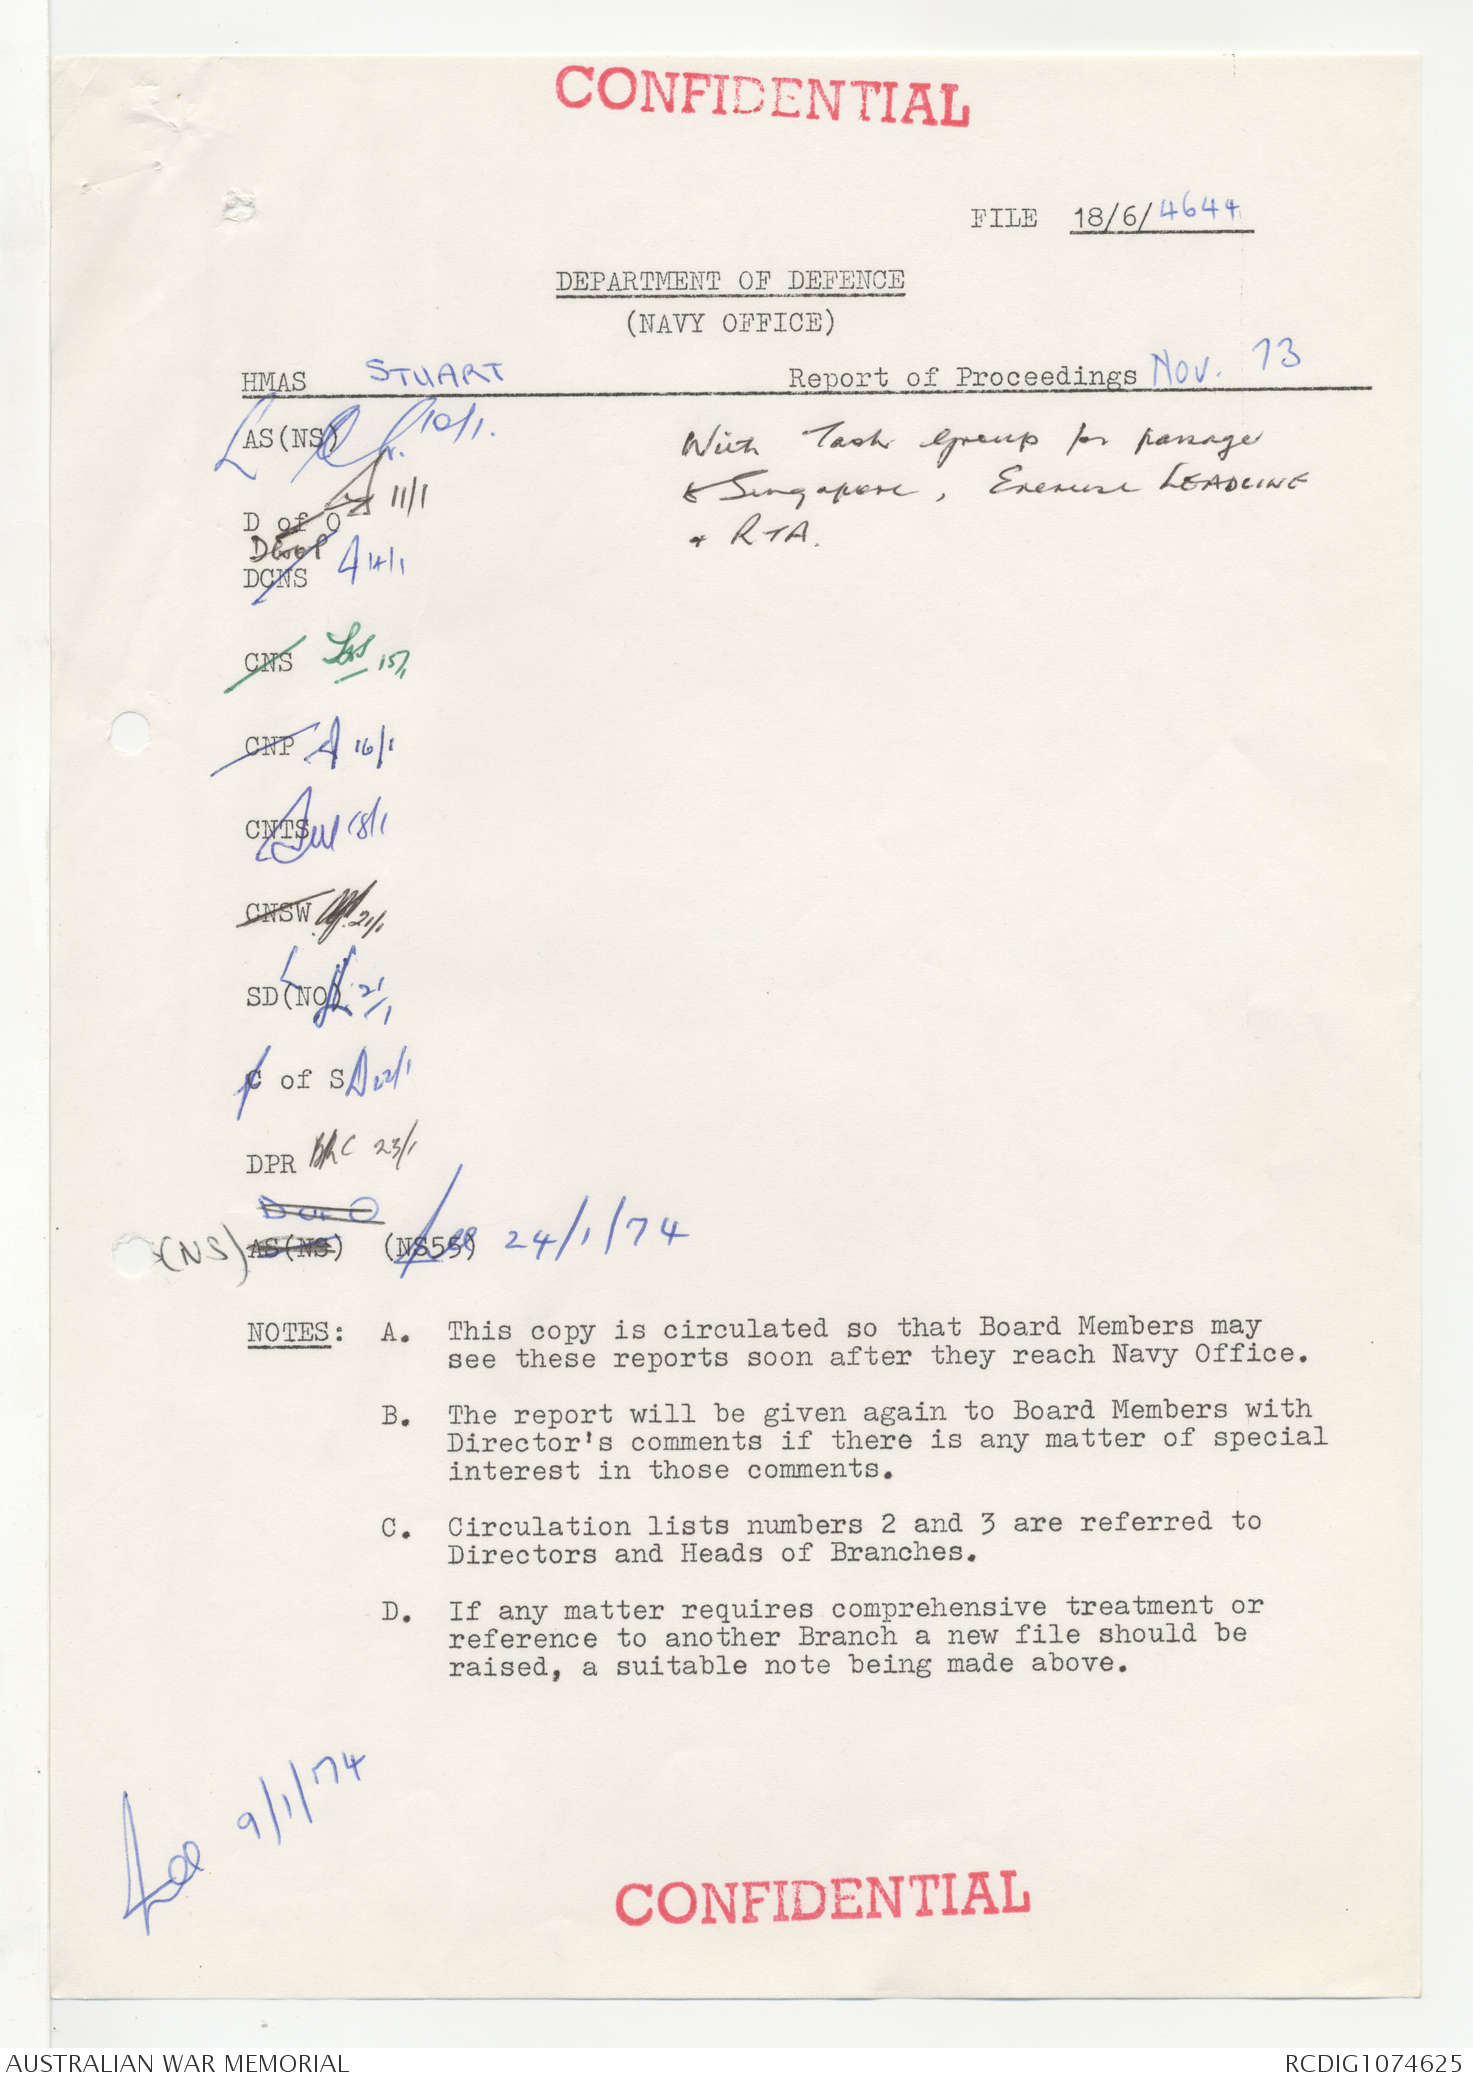 CONFIDENTIAL
FILE 18/6/4644
DEPARTMENT OF DEFENCE
(NAVY OFFICE)
HMAS STUART Report of Proceedings Nov. 73
AS(NS) 10/1.
With Task Group for passage
to Singapore, Exercise LEADLINE
+ RTA.
D of O 11/1
DCNS 14/1
CNS 15/1
CNP 16/1
CNTS 18/1
CNSW 21/1
SD(NO) 21/1
C of S 22/1
DPR 23/1
D of O
(NS) AS(NS) (NS55) 24/1/74
NOTES: A. This copy is circulated so that Board Members may
see these reports soon after they reach Navy Office.
B. The report will be given again to Board Members with
Director's comments if there is any matter of special
interest in those comments.
C. Circulation lists numbers 2 and 3 are referred to
Directors and Heads of Branches.
D. If any matter requires comprehensive treatment or
reference to another Branch a new file should be
raised, a suitable note being made above.
9/1/74
CONFIDENTIAL
AUSTRALIAN WAR MEMORIAL
RCDIG1074625